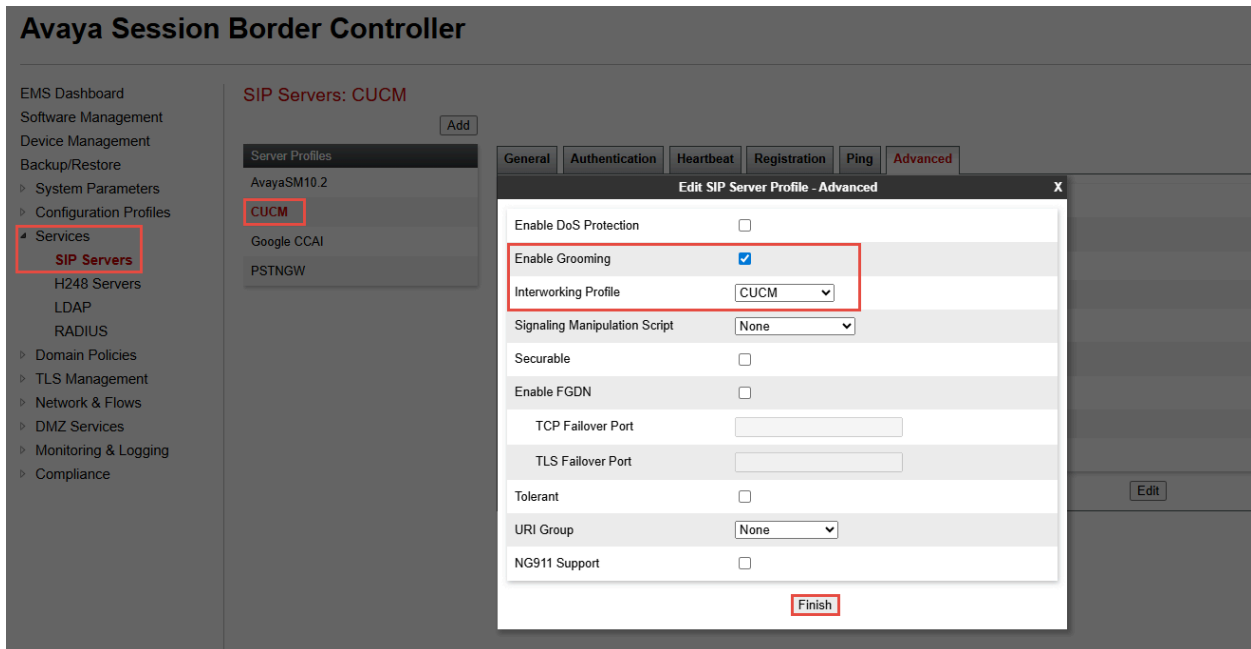 Avaya Session Border Controller
EMS Dashboard
Software Management
Device Management
Backup/Restore
System Parameters
Configuration Profiles
Services
SIP Servers
H248 Servers
LDAP
RADIUS
Domain Policies
TLS Management
Network & Flows
DMZ Services
Monitoring & Logging
Compliance
SIP Servers: CUCM
Add
Server Profiles
AvayaSM10.2
CUCM
Google CCAI
PSTNGW
General Authentication Heartbeat Registration Ping Advanced
Edit SIP Server Profile - Advanced X
Enable DoS Protection
Enable Grooming
Interworking Profile CUCM
Signaling Manipulation Script None
Securable
Enable FGDN
TCP Failover Port
TLS Failover Port
Tolerant
URI Group None
NG911 Support
Finish
Edit